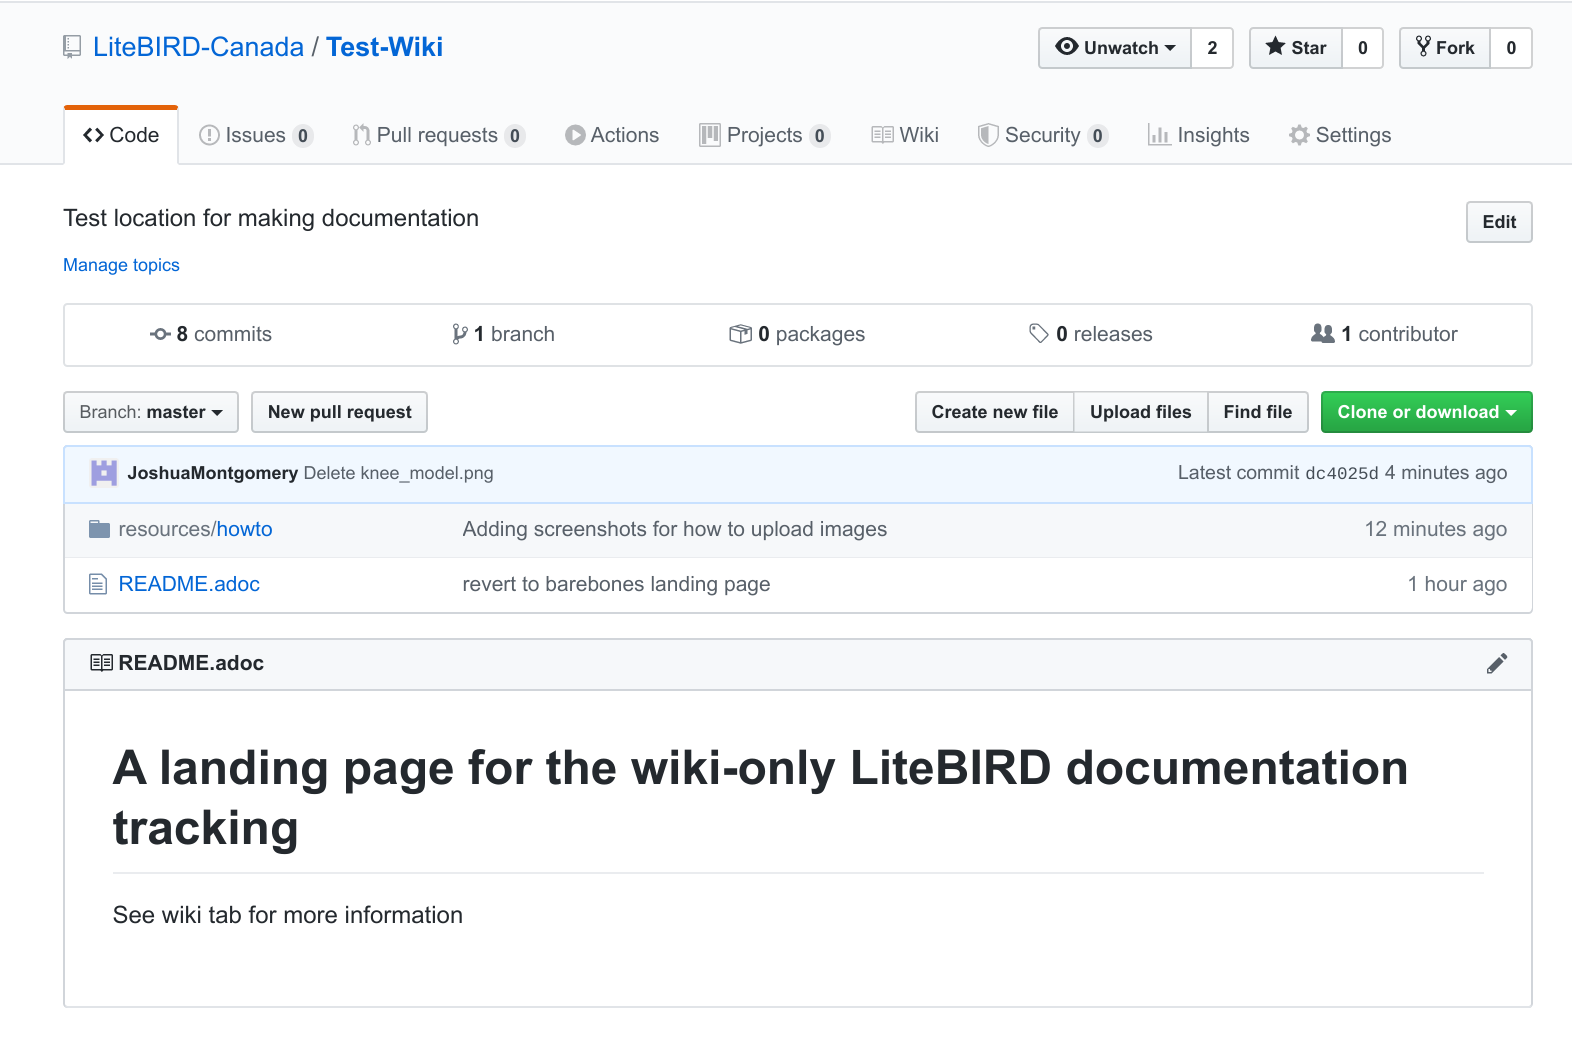 LiteBIRD-Canada / Test-Wiki
Unwatch 2 Star 0 Fork 0
Code Issues 0 Pull requests 0 Actions Projects 0 Wiki Security 0 Insights Settings
Test location for making documentation
Edit
Manage topics
8 commits 1 branch 0 packages 0 releases 1 contributor
Branch: master New pull request Create new file Upload files Find file Clone or download
JoshuaMontgomery Delete knee_model.png Latest commit dc4025d 4 minutes ago
resources/howto Adding screenshots for how to upload images 12 minutes ago
README.adoc revert to barebones landing page 1 hour ago
README.adoc
A landing page for the wiki-only LiteBIRD documentation
tracking
See wiki tab for more information